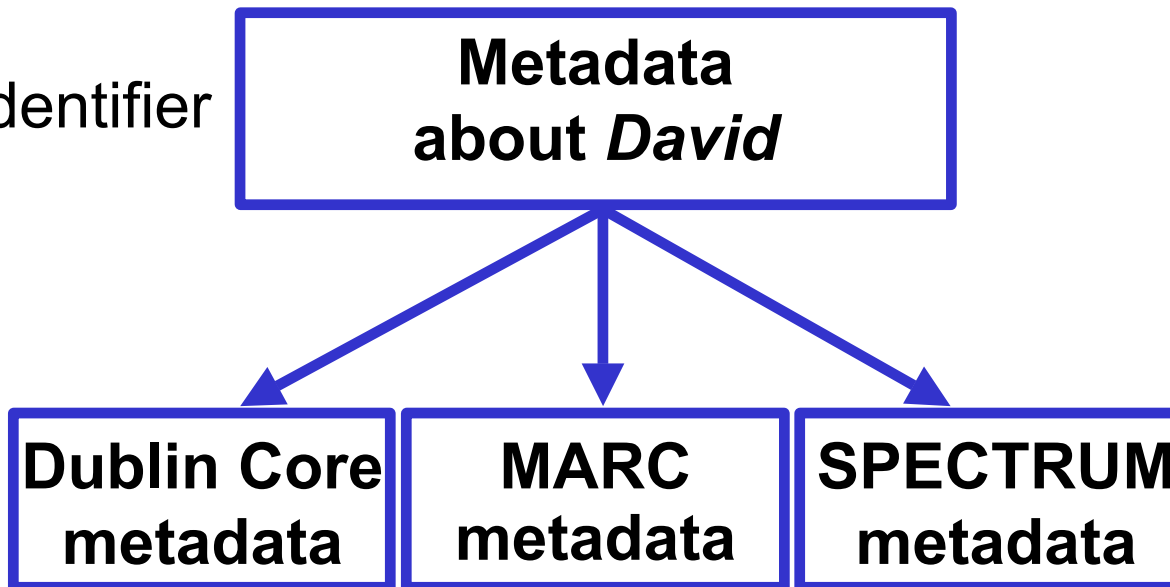 dentifier
Metadata
about David
Dublin Core
metadata
MARC
metadata
SPECTRUM
metadata